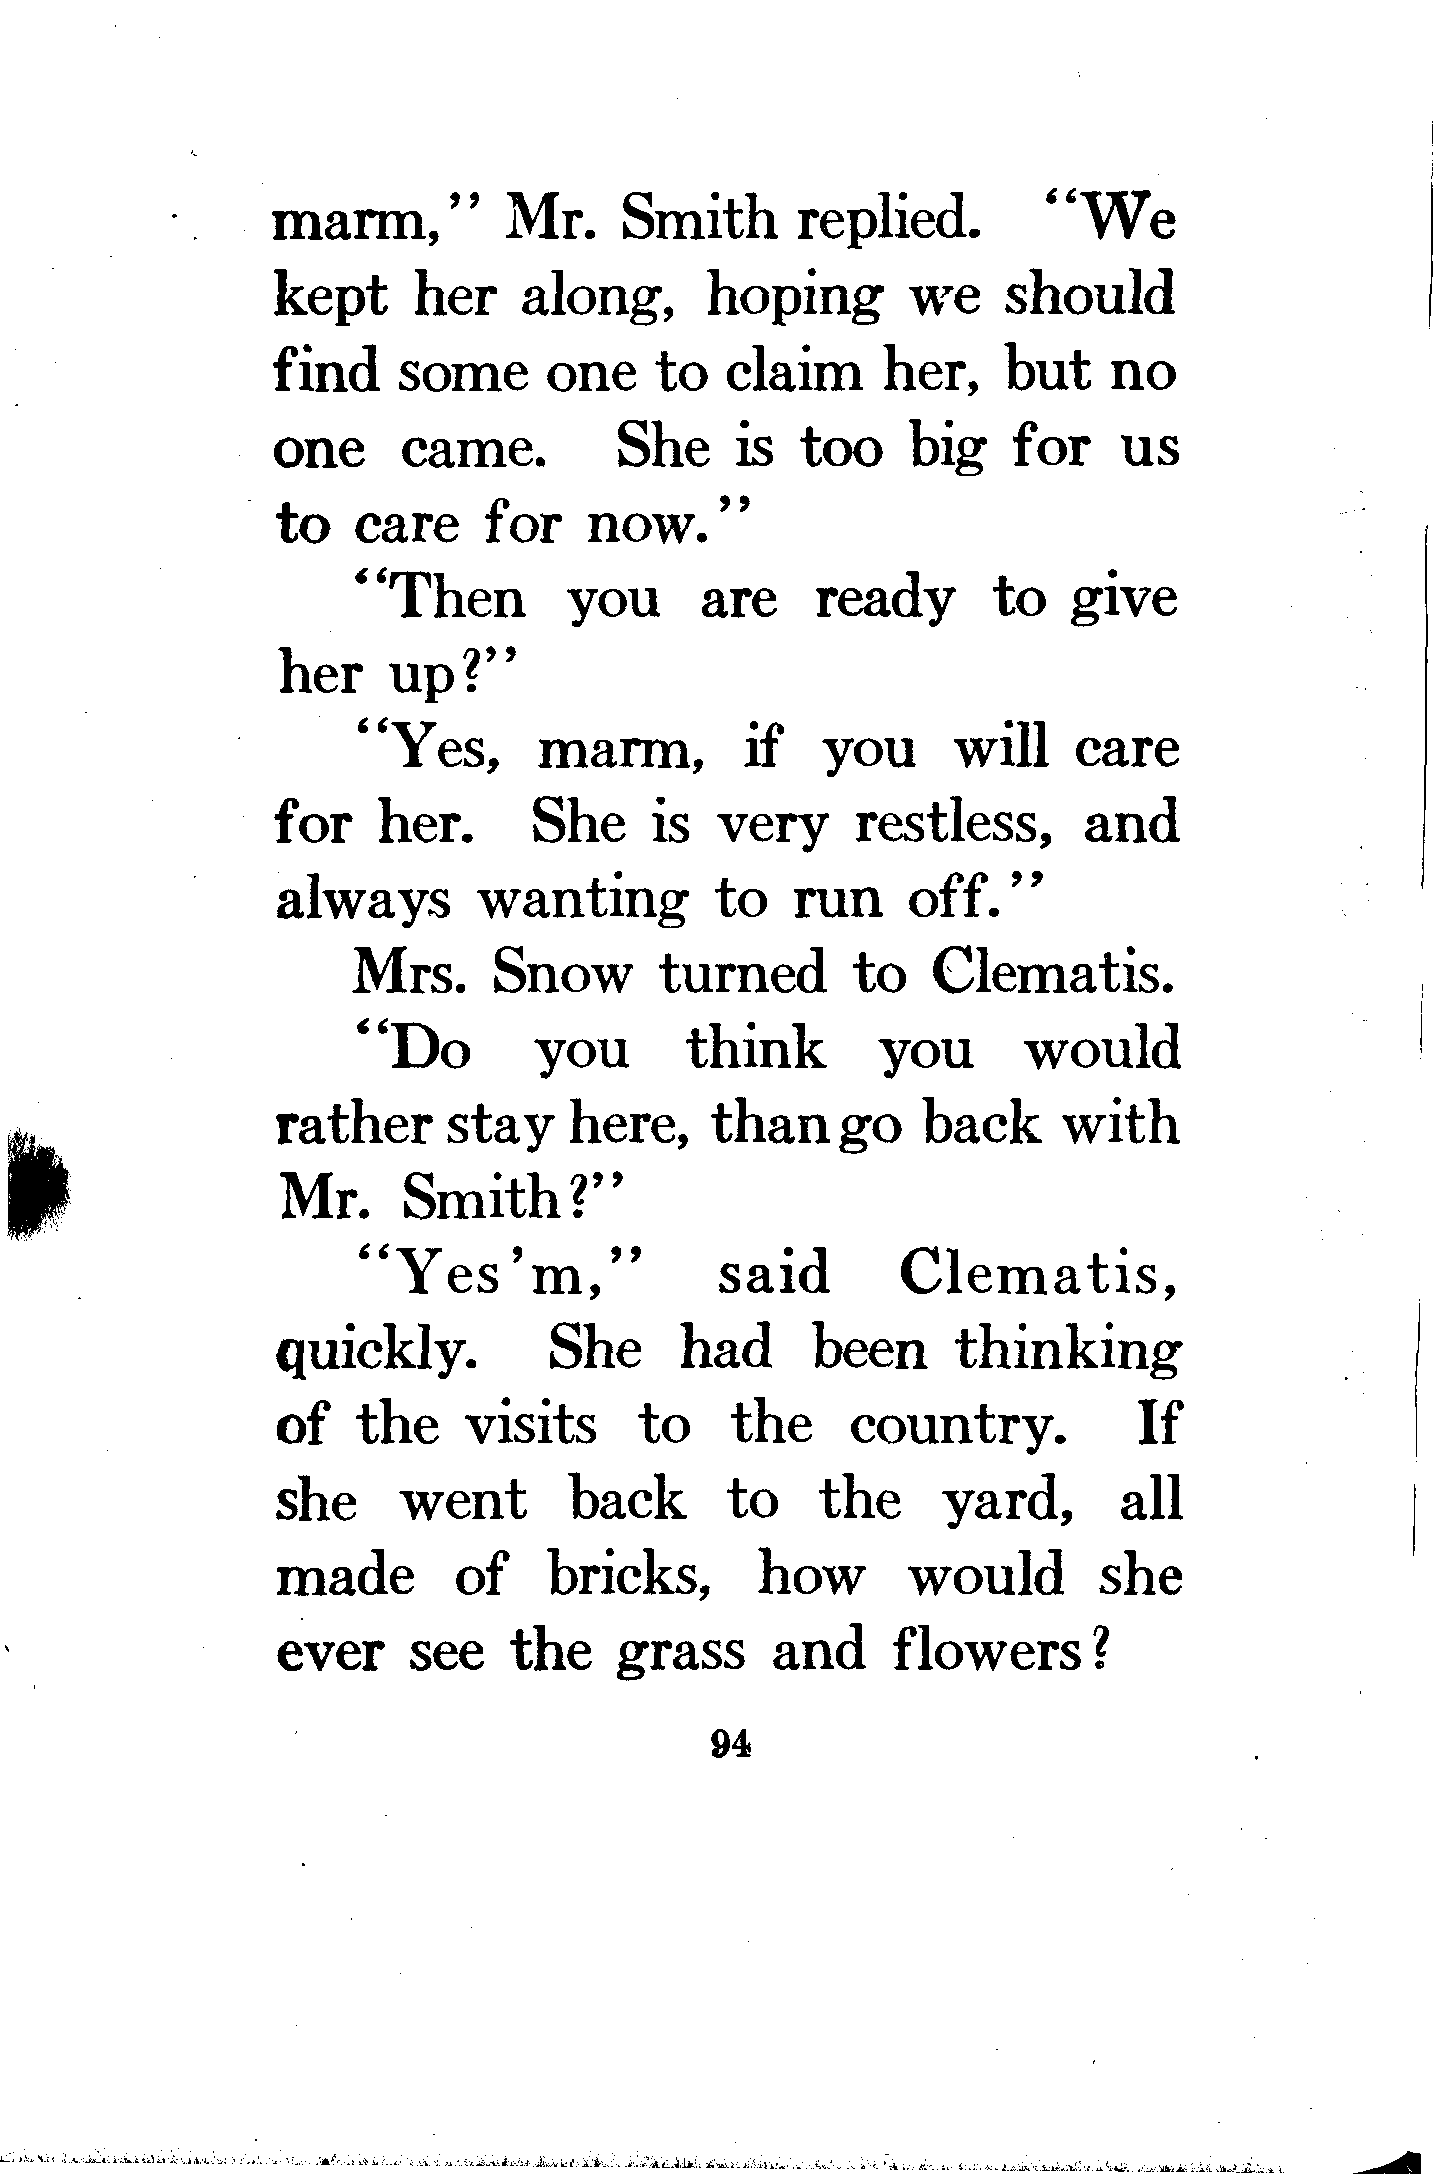 marm,” Mr. Smith replied. “We
kept her along, hoping we should
find some one to claim her, but no
one came. She is too big for us
to care for now.”
“Then you are ready to give
her up?”
“Yes, marm, if you will care
for her. She is very restless, and
always wanting to run off.”
Mrs. Snow turned to Clematis.
“Do you think you would
rather stay here, than go back with
Mr. Smith?”
“Yes’m,” said Clematis,
quickly. She had been thinking
of the visits to the country. If
she went back to the yard, all
made of bricks, how would she
ever see the grass and flowers?
94